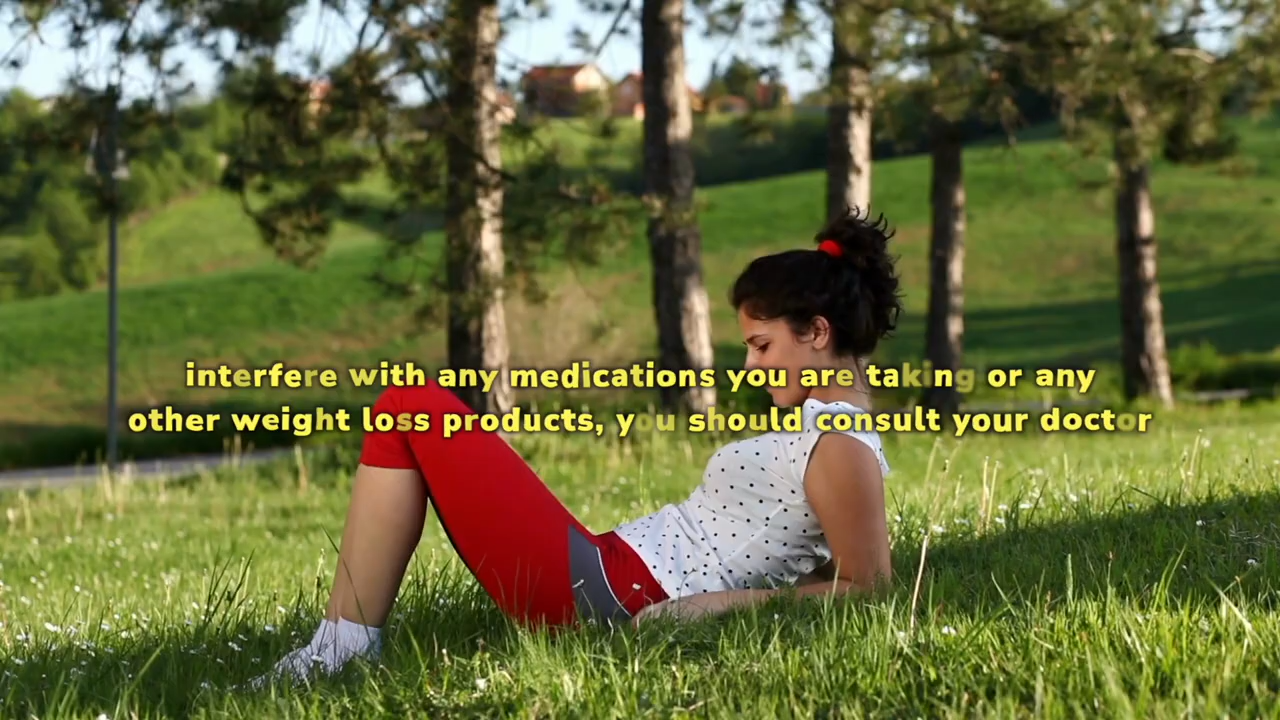 interfere with any medications you are taking or any
other weight loss products, you should consult your doctor